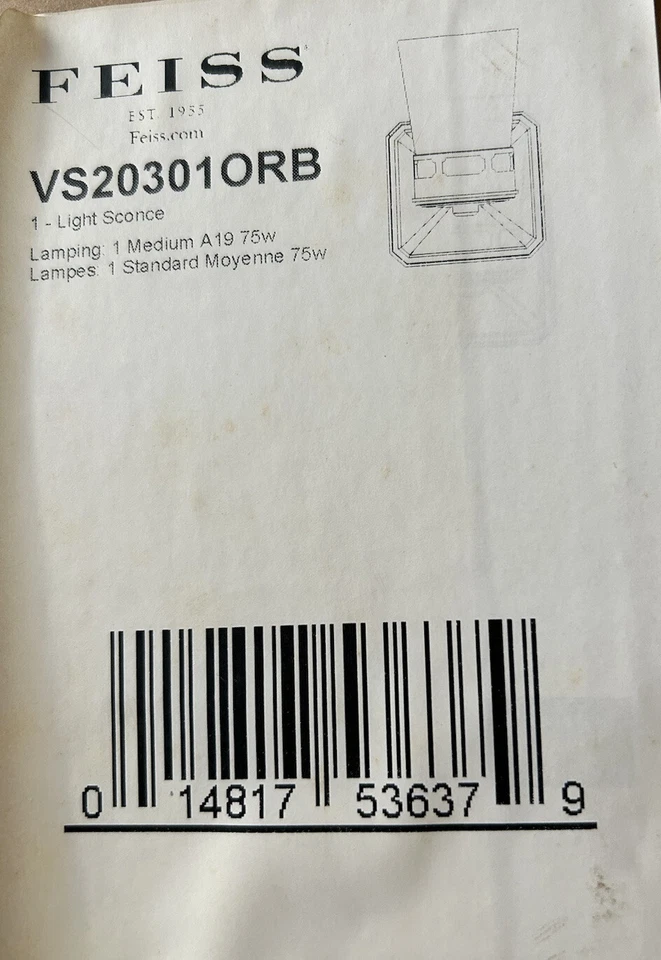 FEISS
EST. 1955
Feiss.com
VS20301ORB
1 - Light Sconce
Lamping: 1 Medium A19 75w
Lampes: 1 Standard Moyenne 75w
0 14817 53637 9